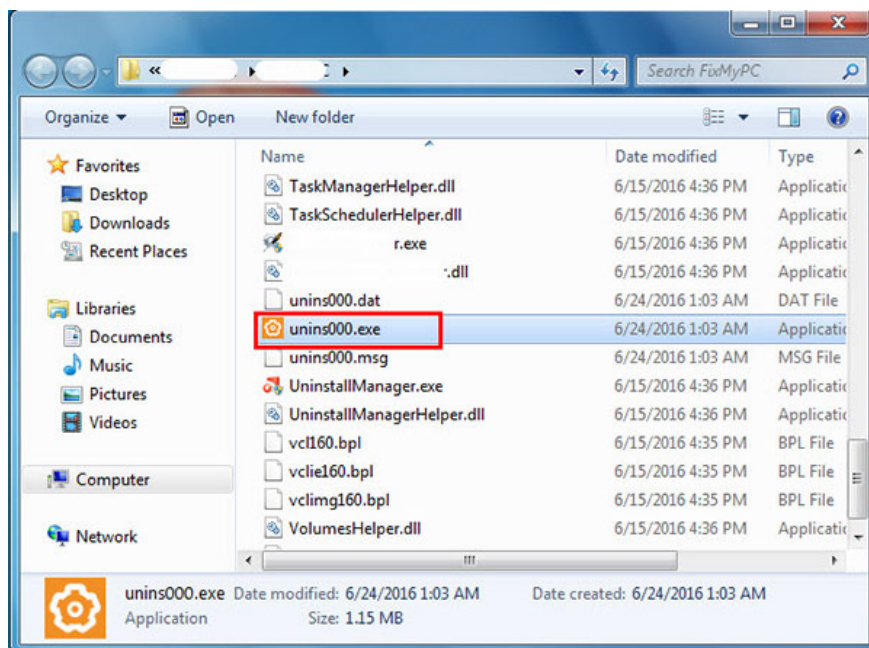 «
Search FixMyPC
Organize Open New folder
Favorites
Desktop
Downloads
Recent Places
Libraries
Documents
Music
Pictures
Videos
Computer
Network
Name Date modified Type
TaskManagerHelper.dll 6/15/2016 4:36 PM Applicatic
TaskSchedulerHelper.dll 6/15/2016 4:36 PM Applicatic
r.exe 6/15/2016 4:36 PM Applicatic
.dll 6/15/2016 4:36 PM Applicatic
unins000.dat 6/24/2016 1:03 AM DAT File
unins000.exe 6/24/2016 1:03 AM Applicatic
unins000.msg 6/24/2016 1:03 AM MSG File
UninstallManager.exe 6/15/2016 4:36 PM Applicatic
UninstallManagerHelper.dll 6/15/2016 4:36 PM Applicatic
vcl160.bpl 6/15/2016 4:35 PM BPL File
vclie160.bpl 6/15/2016 4:35 PM BPL File
vclimg160.bpl 6/15/2016 4:35 PM BPL File
VolumesHelper.dll 6/15/2016 4:36 PM Applicatic
unins000.exe Date modified: 6/24/2016 1:03 AM Date created: 6/24/2016 1:03 AM
Application Size: 1.15 MB